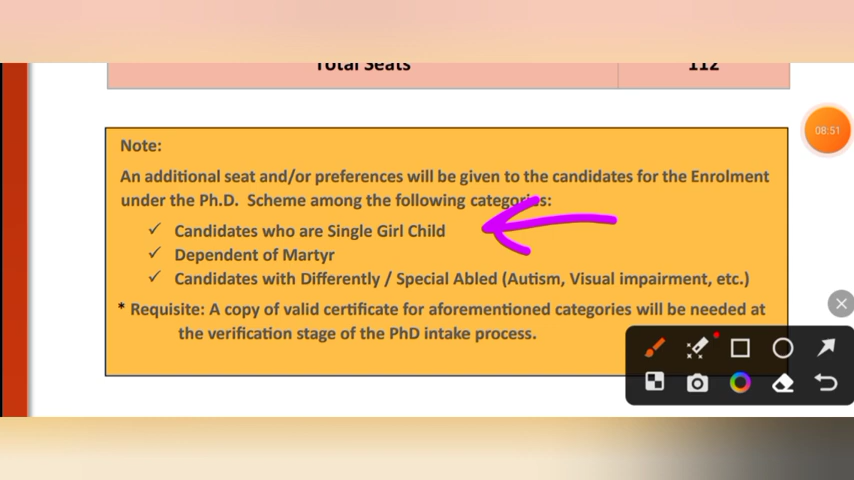 Total Seats 112
08:51
Note:
An additional seat and/or preferences will be given to the candidates for the Enrolment
under the Ph.D. Scheme among the following categories:
✓ Candidates who are Single Girl Child
✓ Dependent of Martyr
✓ Candidates with Differently / Special Abled (Autism, Visual impairment, etc.)
* Requisite: A copy of valid certificate for aforementioned categories will be needed at
the verification stage of the PhD intake process.